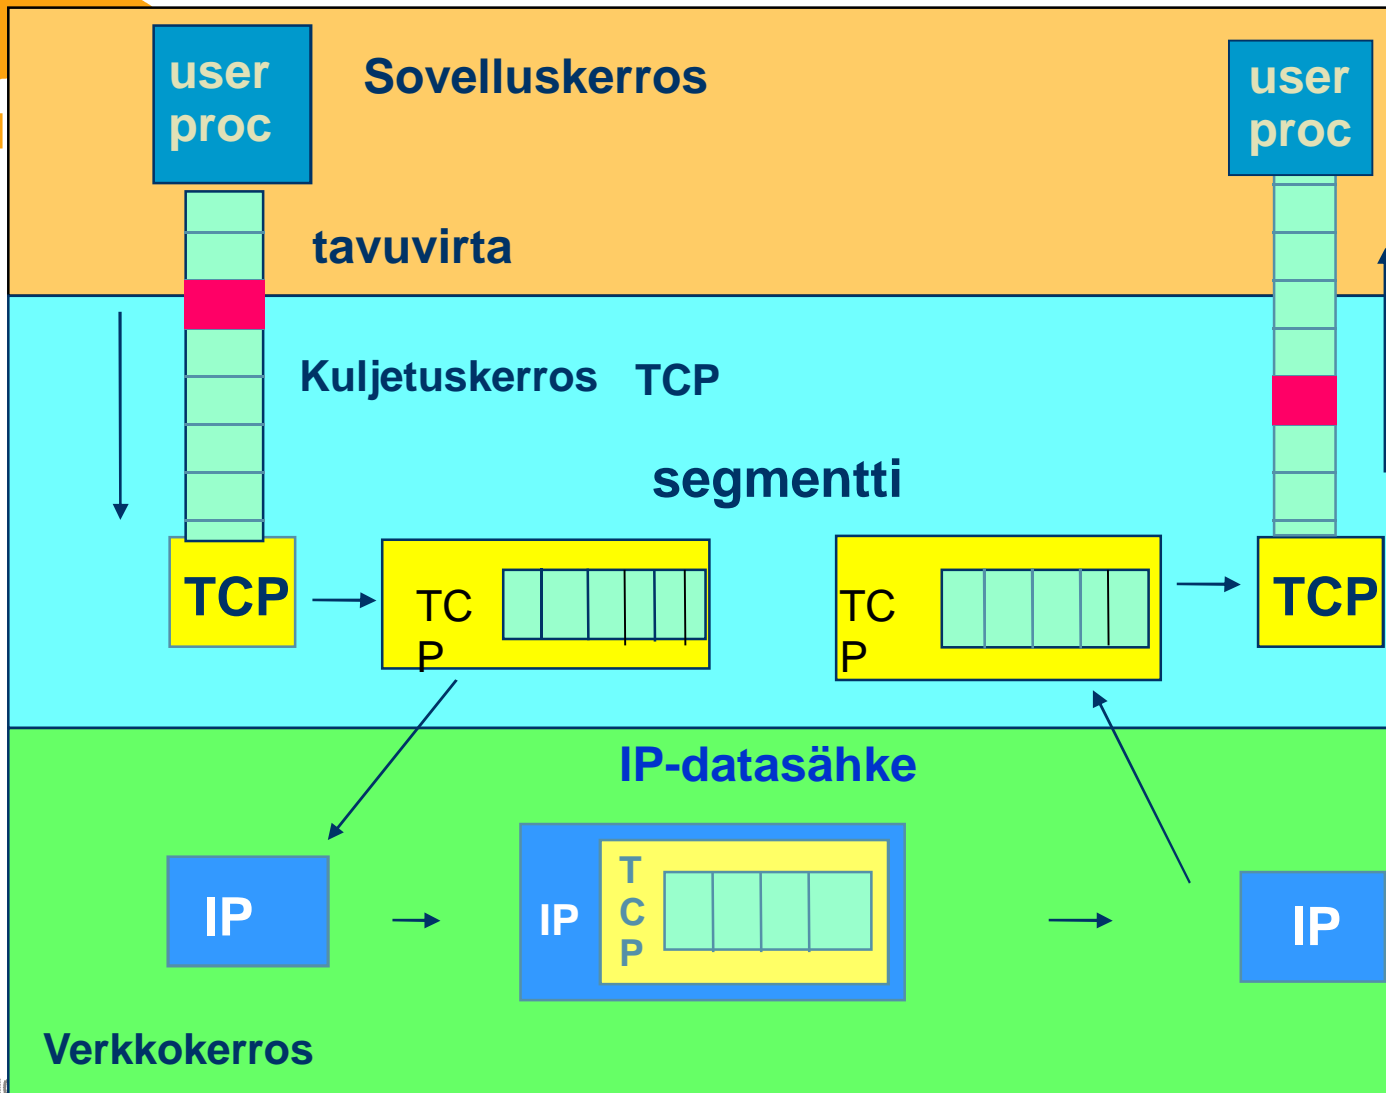 user
proc
Sovelluskerros
user
proc
tavuvirta
Kuljetuskerros TCP
segmentti
TCP
TC
P
TC
P
TCP
IP-datasähke
IP
IP
T
C
P
IP
Verkkokerros